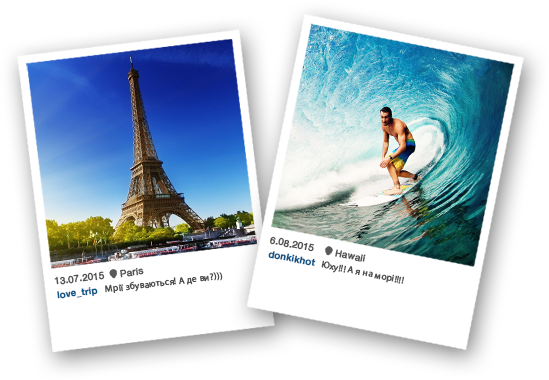 13.07.2015 Paris
love_trip Мрії збуваються! А де ви?)))
6.08.2015 Hawaii
donkikhot Юху!!! А я на морі!!!!